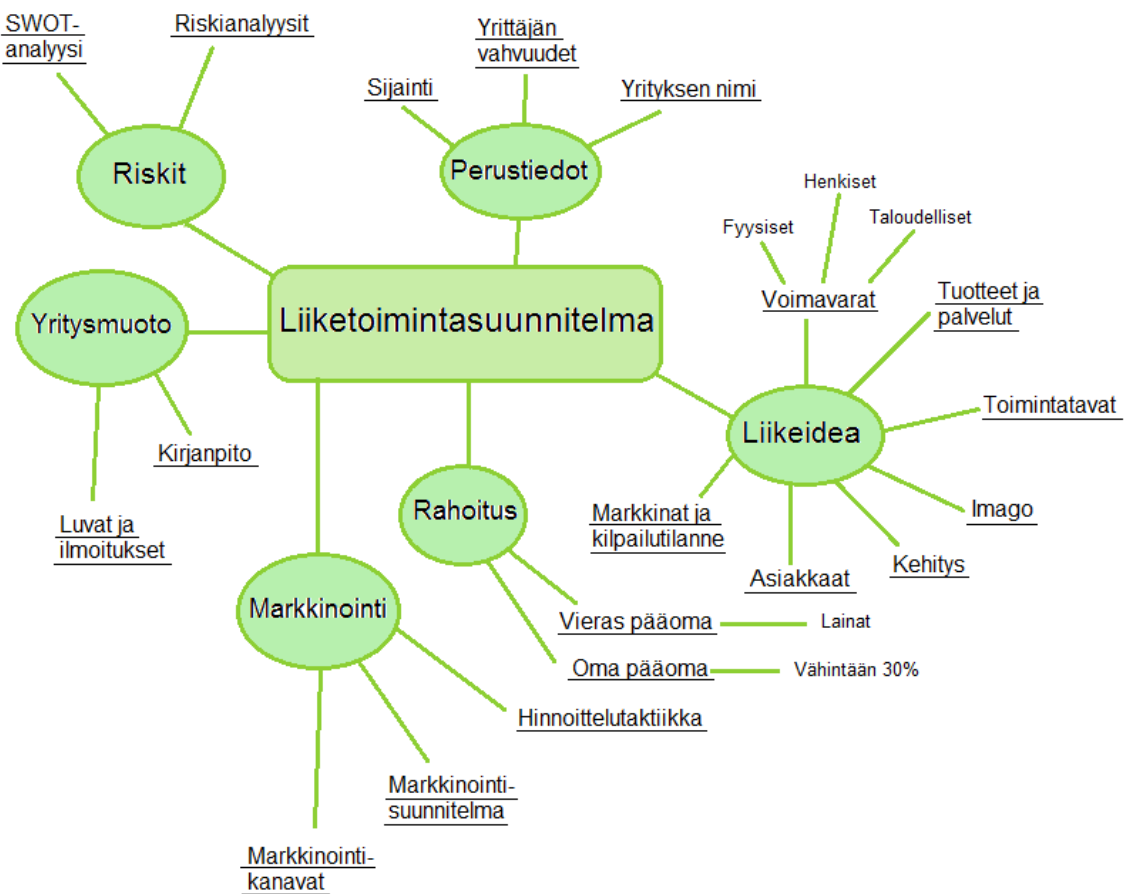 SWOT-
analyysi
Riskianalyysit
Riskit
Sijainti
Yrittäjän
vahvuudet
Yrityksen nimi
Perustiedot
Henkiset
Fyysiset
Taloudelliset
Voimavarat
Tuotteet ja
palvelut
Liiketoimintasuunnitelma
Yritysmuoto
Kirjanpito
Luvat ja
ilmoitukset
Liikeidea
Toimintatavat
Imago
Kehitys
Asiakkaat
Markkinat ja
kilpailutilanne
Rahoitus
Vieras pääoma
Lainat
Oma pääoma
Vähintään 30%
Markkinointi
Hinnoittelutaktiikka
Markkinointi-
suunnitelma
Markkinointi-
kanavat